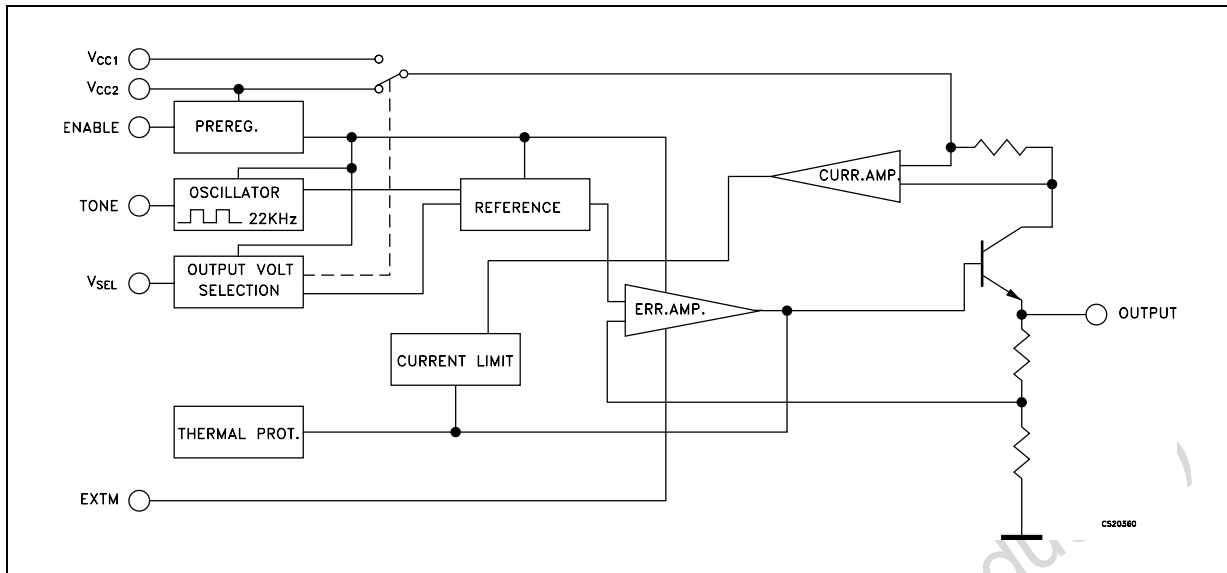 VCC1
VCC2
ENABLE
PREREG.
TONE
OSCILLATOR
22KHz
VSEL
OUTPUT VOLT
SELECTION
REFERENCE
CURR.AMP.
ERR.AMP.
OUTPUT
CURRENT LIMIT
THERMAL PROT.
EXTM
CS20360